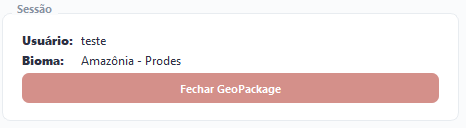 Sessão
Usuário: teste
Bioma: Amazônia - Prodes
Fechar GeoPackage